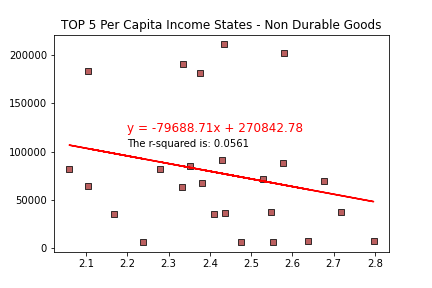 TOP 5 Per Capita Income States - Non Durable Goods
200000
150000
y = -79688.71x + 270842.78
The r-squared is: 0.0561
100000
50000
0
2.1 2.2 2.3 2.4 2.5 2.6 2.7 2.8